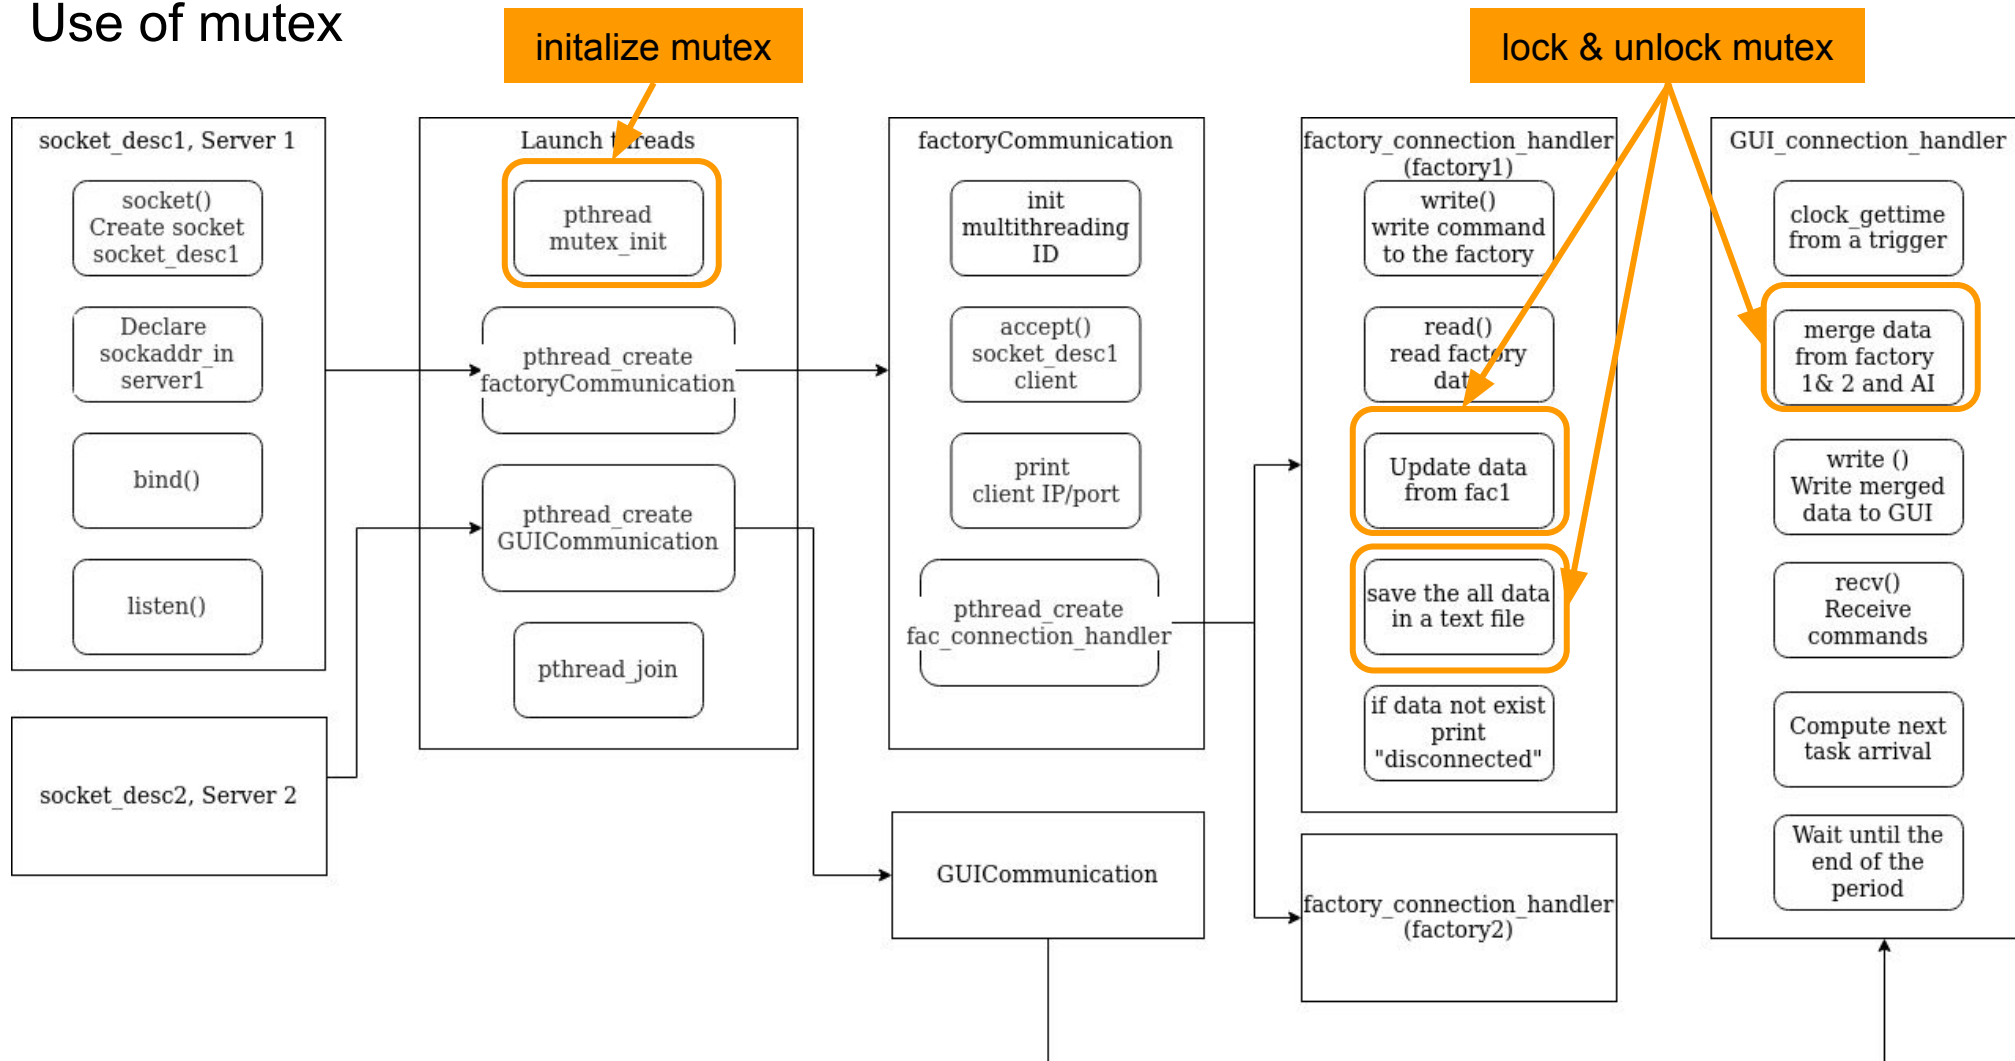 Use of mutex
initalize mutex
lock & unlock mutex
socket_desc1, Server 1
socket()
Create socket
socket_desc1
Declare
sockaddr_in
server1
bind()
listen()
socket_desc2, Server 2
Launch threads
pthread
mutex_init
pthread_create
factoryCommunication
pthread_create
GUICommunication
pthread_join
factoryCommunication
init
multithreading
ID
accept()
socket_desc1
client
print
client IP/port
pthread_create
fac_connection_handler
GUICommunication
factory_connection_handler
(factory1)
write()
write command
to the factory
read()
read factory
data
Update data
from fac1
save the all data
in a text file
if data not exist
print
"disconnected"
factory_connection_handler
(factory2)
GUI_connection_handler
clock_gettime
from a trigger
merge data
from factory
1& 2 and AI
write ()
Write merged
data to GUI
recv()
Receive
commands
Compute next
task arrival
Wait until the
end of the
period